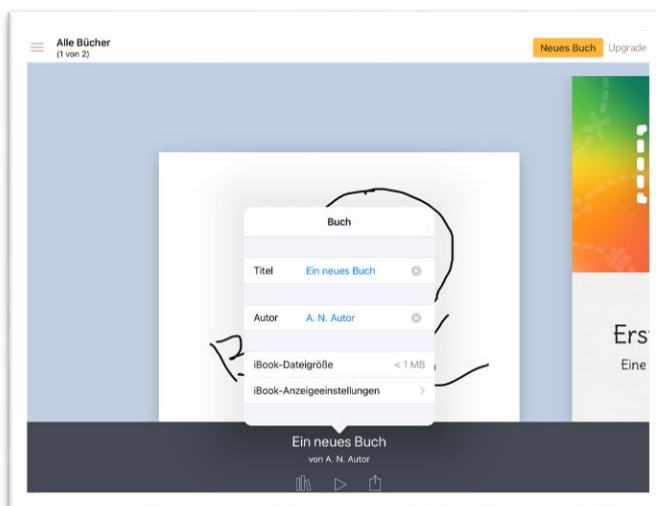 Alle Bücher
(1 von 2)
Neues Buch Upgrade
Buch
Titel Ein neues Buch
Autor A. N. Autor
iBook-Dateigröße < 1 MB
iBook-Anzeigeeinstellungen
Ers
Eine
Ein neues Buch
von A. N. Autor